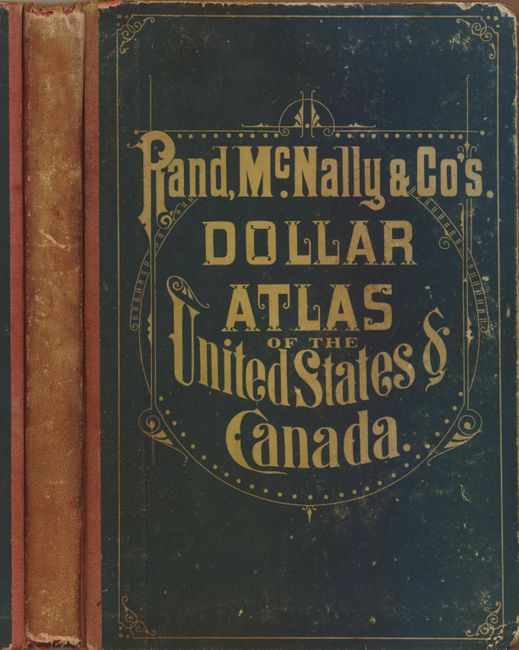 Rand, McNally & Co's.
DOLLAR
ATLAS
OF THE
United States &
Canada.